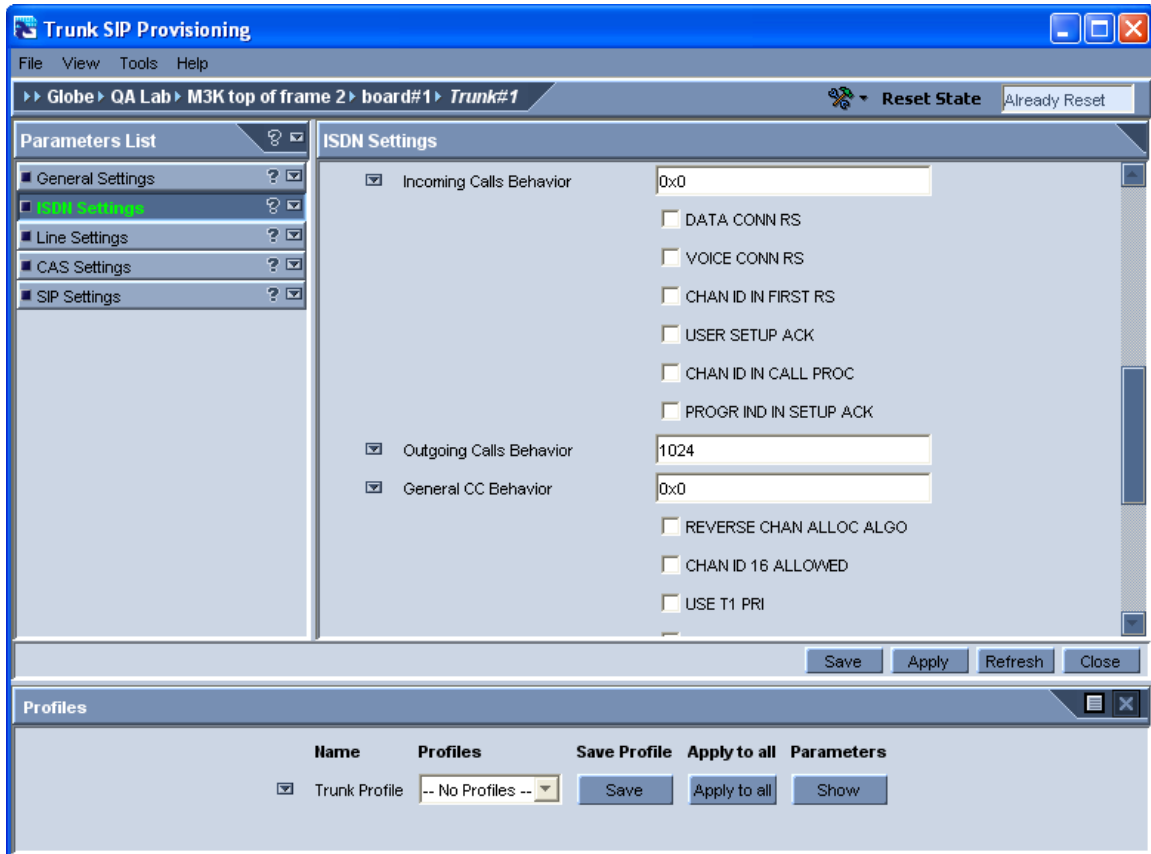 Trunk SIP Provisioning
File View Tools Help
Globe QA Lab M3K top of frame 2 board#1 Trunk#1 Reset State Already Reset
Parameters List ?
ISDN Settings
General Settings ?
ISDN Settings ?
Line Settings ?
CAS Settings ?
SIP Settings ?
Incoming Calls Behavior 0x0
DATA CONN RS
VOICE CONN RS
CHAN ID IN FIRST RS
USER SETUP ACK
CHAN ID IN CALL PROC
PROGR IND IN SETUP ACK
Outgoing Calls Behavior 1024
General CC Behavior 0x0
REVERSE CHAN ALLOC ALGO
CHAN ID 16 ALLOWED
USE T1 PRI
Save Apply Refresh Close
Profiles
Name Profiles Save Profile Apply to all Parameters
Trunk Profile -- No Profiles -- Save Apply to all Show